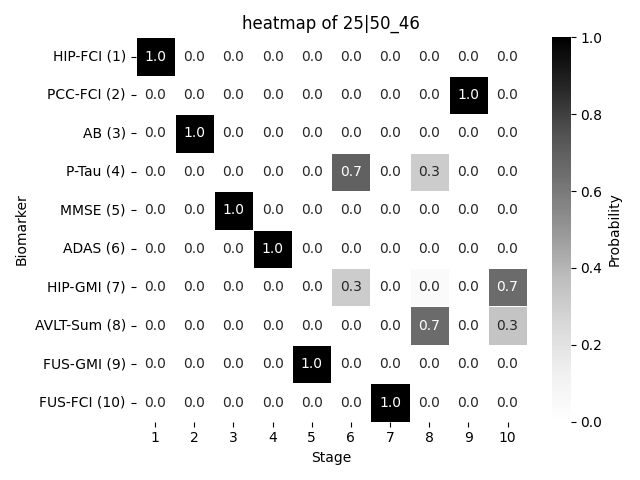 heatmap of 25|50_46
HIP-FCI (1) 1.0 0.0 0.0 0.0 0.0 0.0 0.0 0.0 0.0 0.0
PCC-FCI (2) 0.0 0.0 0.0 0.0 0.0 0.0 0.0 0.0 1.0 0.0
AB (3) 0.0 1.0 0.0 0.0 0.0 0.0 0.0 0.0 0.0 0.0
P-Tau (4) 0.0 0.0 0.0 0.0 0.0 0.7 0.0 0.3 0.0 0.0
MMSE (5) 0.0 0.0 1.0 0.0 0.0 0.0 0.0 0.0 0.0 0.0
ADAS (6) 0.0 0.0 0.0 1.0 0.0 0.0 0.0 0.0 0.0 0.0
HIP-GMI (7) 0.0 0.0 0.0 0.0 0.0 0.3 0.0 0.0 0.0 0.7
AVLT-Sum (8) 0.0 0.0 0.0 0.0 0.0 0.0 0.0 0.7 0.0 0.3
FUS-GMI (9) 0.0 0.0 0.0 0.0 1.0 0.0 0.0 0.0 0.0 0.0
FUS-FCI (10) 0.0 0.0 0.0 0.0 0.0 0.0 1.0 0.0 0.0 0.0
1 2 3 4 5 6 7 8 9 10
Stage
Biomarker
1.0
0.8
0.6
0.4
0.2
0.0
Probability